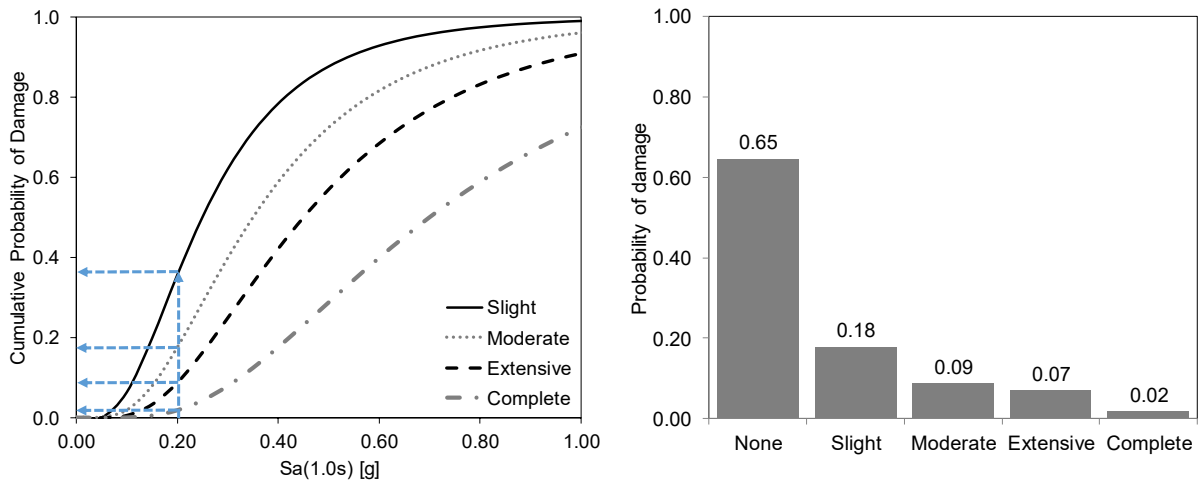 Cumulative Probability of Damage
1.0
0.8
0.6
0.4
0.2
0.0
0.00 0.20 0.40 0.60 0.80 1.00
Sa(1.0s) [g]
Slight
Moderate
Extensive
Complete
Probability of damage
1.00
0.80
0.60
0.40
0.20
0.00
0.65
0.18
0.09
0.07
0.02
None Slight Moderate Extensive Complete